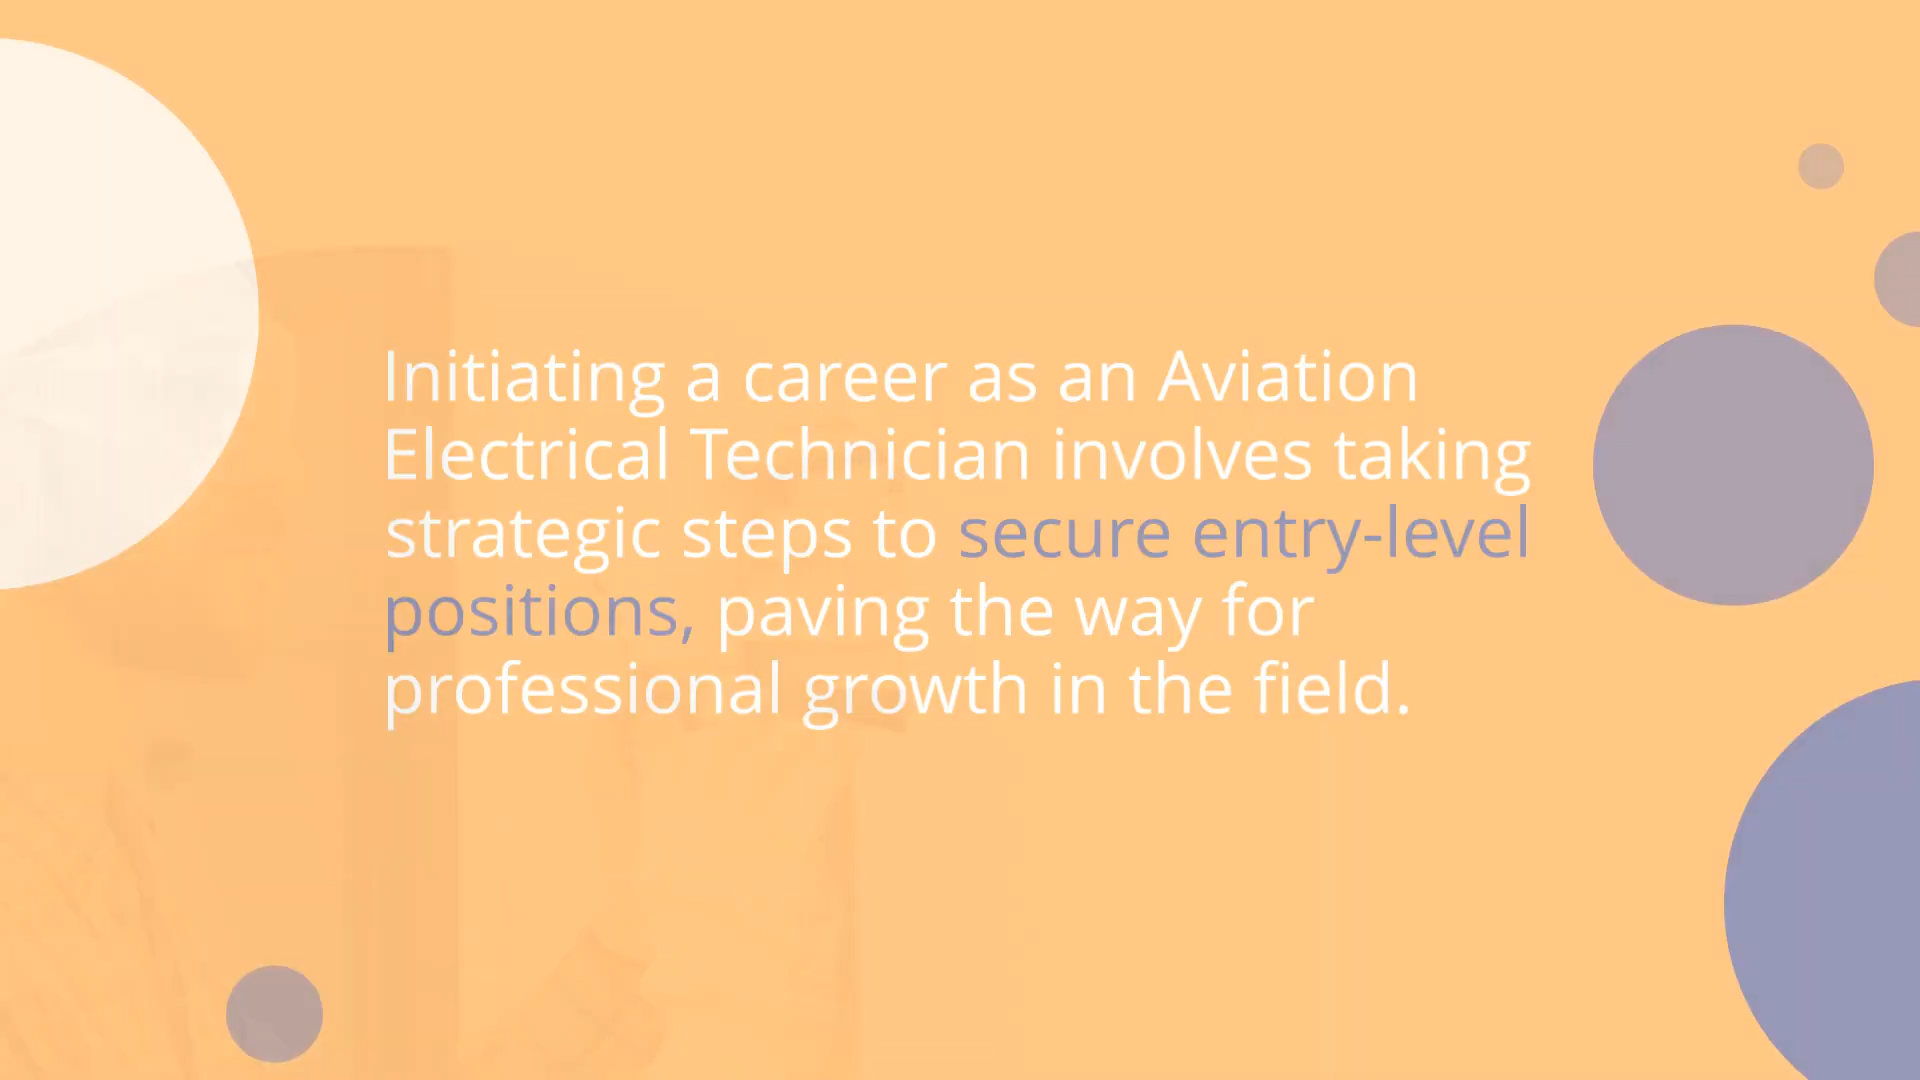 Initiating a career as an Aviation
Electrical Technician involves taking
strategic steps to secure entry-level
positions, paving the way for
professional growth in the field.